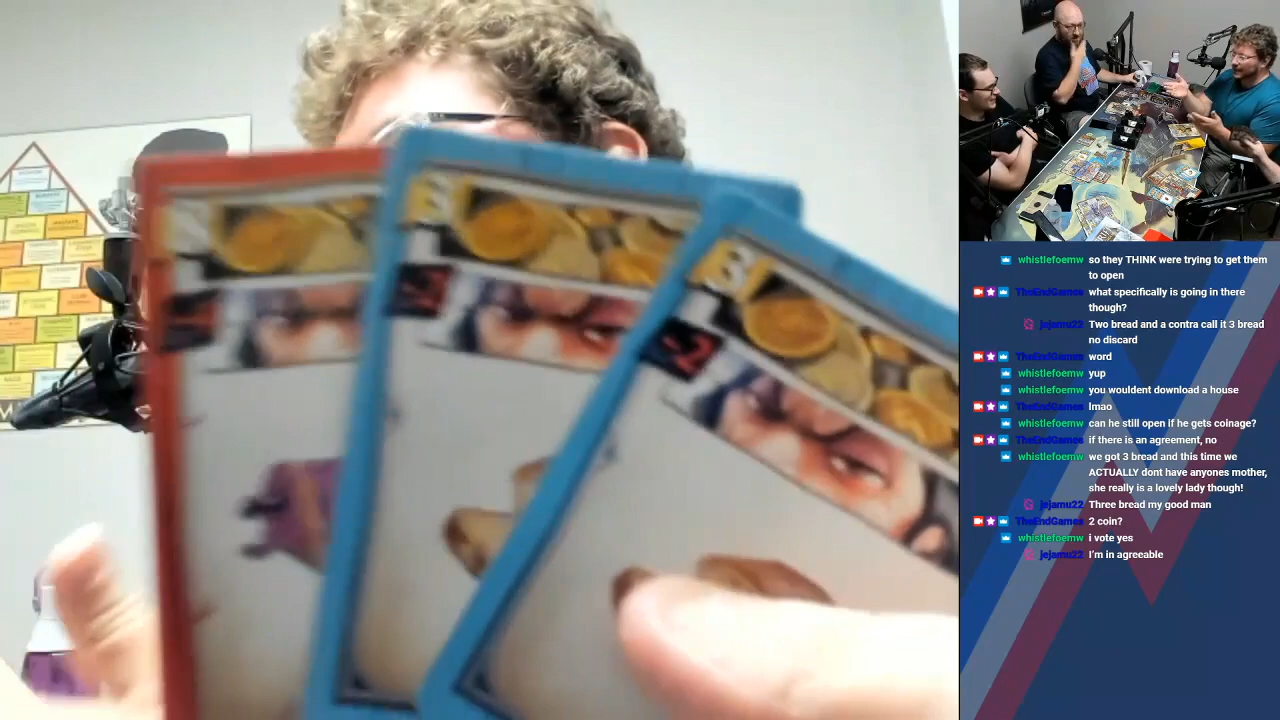 3
3
2
2
whistlefoemw so they THINK were trying to get them
to open
TheEndGames what specifically is going in there
though?
jejamu22 Two bread and a contra call it 3 bread
no discard
TheEndGames word
whistlefoemw yup
whistlefoemw you wouldent download a house
TheEndGames lmao
whistlefoemw can he still open if he gets coinage?
TheEndGames if there is an agreement, no
whistlefoemw we got 3 bread and this time we
ACTUALLY dont have anyones mother,
she really is a lovely lady though!
jejamu22 Three bread my good man
TheEndGames 2 coin?
whistlefoemw i vote yes
jejamu22 I'm in agreeable